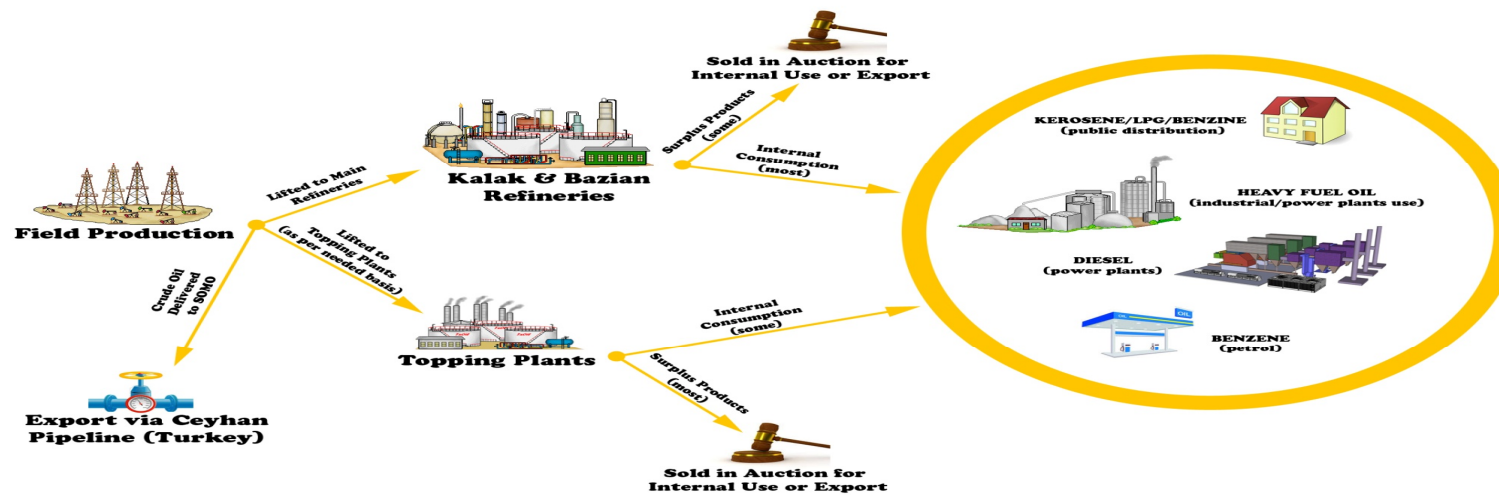 Sold in Auction for
Internal Use or Export
Surplus Products
(some)
Internal
Consumption
(most)
Kalak & Bazian
Refineries
Lifted to Main
Refineries
Field Production
Lifted to
Topping Plants
(as per needed basis)
Crude Oil
Delivered
to SOMO
Export via Ceyhan
Pipeline (Turkey)
Topping Plants
Internal
Consumption
(some)
Surplus Products
(most)
Sold in Auction for
Internal Use or Export
KEROSENE/LPG/BENZINE
(public distribution)
HEAVY FUEL OIL
(industrial/power plants use)
DIESEL
(power plants)
OIL
OIL
BENZENE
(petrol)